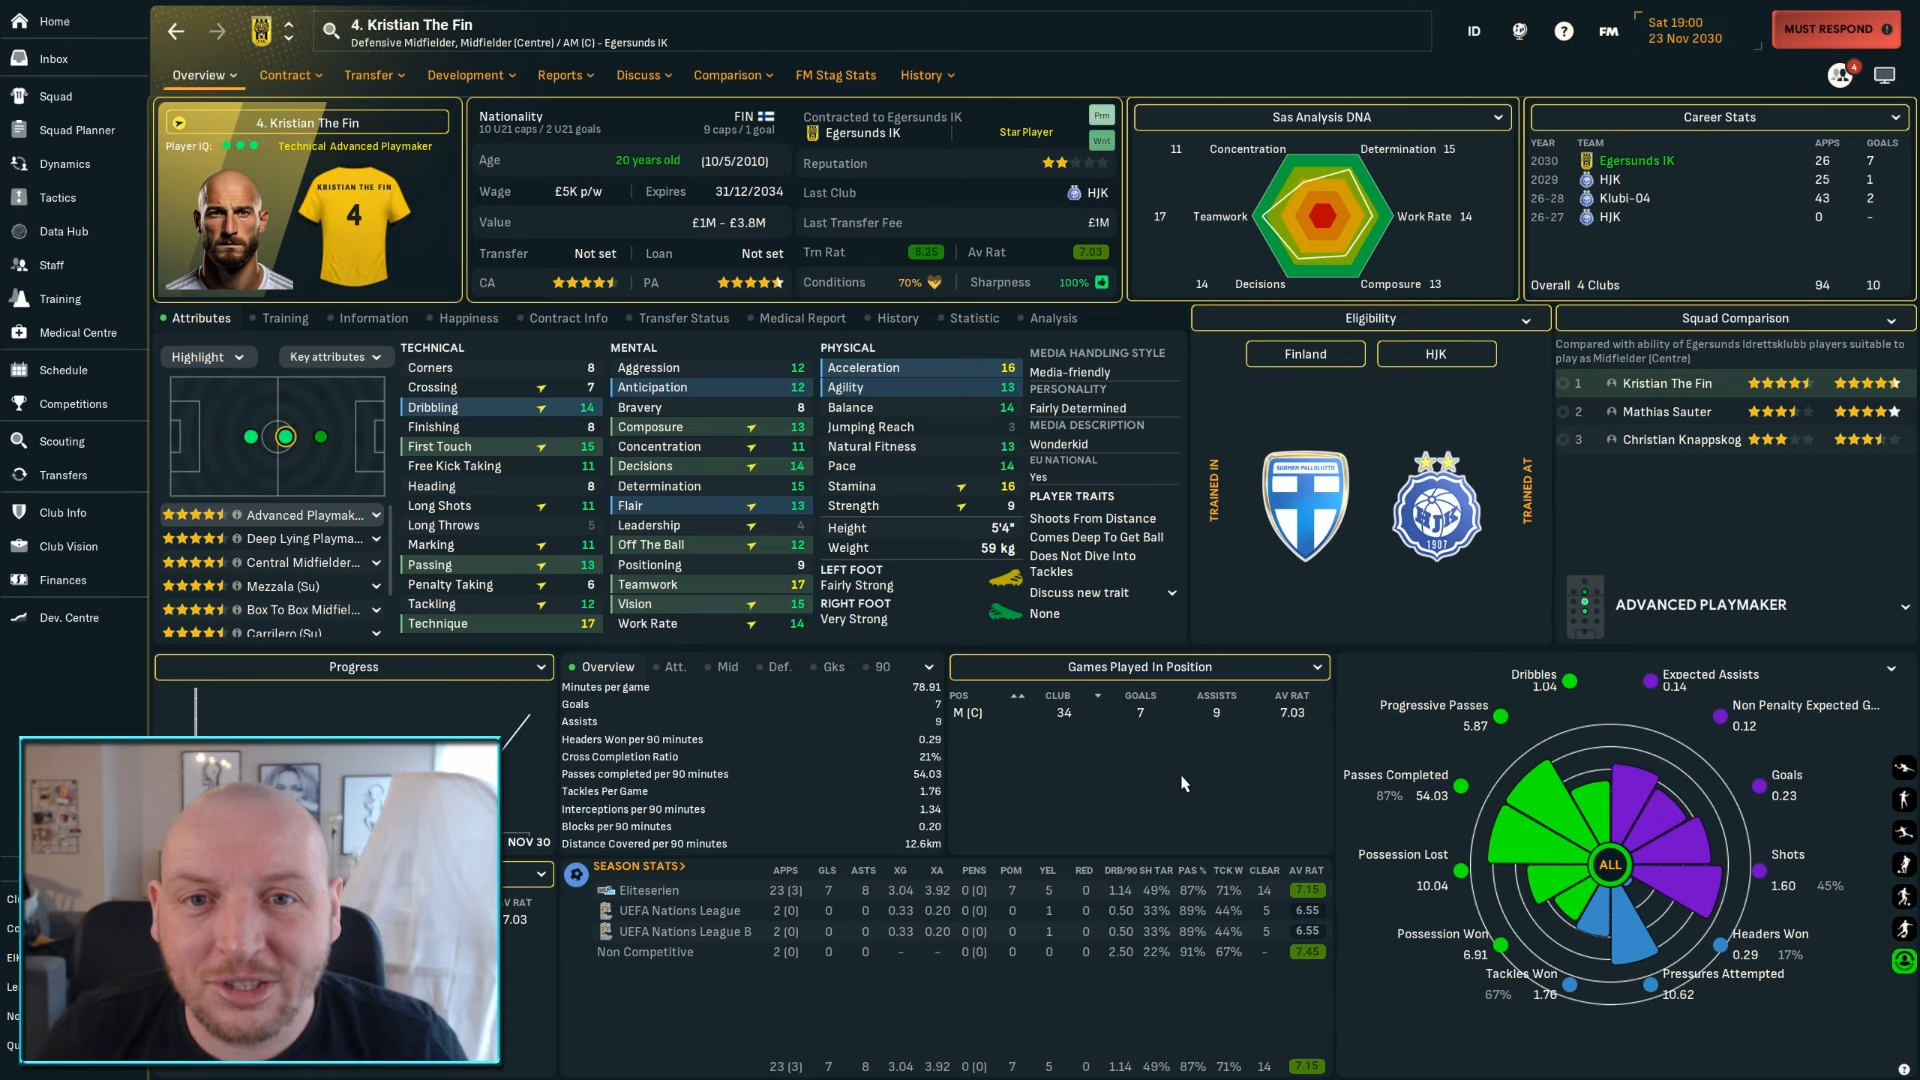 Home
Inbox
Squad
Squad Planner
Dynamics
Tactics
Data Hub
Staff
Training
Medical Centre
Schedule
Competitions
Scouting
Transfers
Club Info
Club Vision
Finances
Dev. Centre
4. Kristian The Fin
Defensive Midfielder, Midfielder (Centre) / AM (C) - Egersunds IK
ID
FM
Sat 19:00
23 Nov 2030
MUST RESPOND
Overview
Contract
Transfer
Development
Reports
Discuss
Comparison
FM Stag Stats
History
4
4. Kristian The Fin
Player IQ:
Technical Advanced Playmaker
KRISTIAN THE FIN
4
Nationality FIN
10 U21 caps / 2 U21 goals 9 caps / 1 goal
Age 20 years old (10/5/2010)
Wage £5K p/w Expires 31/12/2034
Value £1M - £3.8M
Transfer Not set Loan Not set
CA PA
Contracted to Egersunds IK
Egersunds IK Star Player
Prm
Wnt
Reputation
Last Club HJK
Last Transfer Fee £1M
Trn Rat 8.25 Av Rat 7.03
Conditions 70% Sharpness 100%
Sas Analysis DNA
11 Concentration Determination 15
17 Teamwork Work Rate 14
14 Decisions Composure 13
Career Stats
YEAR TEAM APPS GOALS
2030 Egersunds IK 26 7
2029 HJK 25 1
26-28 Klubi-04 43 2
26-27 HJK 0 -
Overall 4 Clubs 94 10
Attributes
Training
Information
Happiness
Contract Info
Transfer Status
Medical Report
History
Statistic
Analysis
Highlight
Key attributes
Advanced Playmak...
Deep Lying Playma...
Central Midfielder...
Mezzala (Su)
Box To Box Midfiel...
Carrilero (Su)
TECHNICAL
Corners 8
Crossing 7
Dribbling 14
Finishing 8
First Touch 15
Free Kick Taking 11
Heading 8
Long Shots 11
Long Throws 5
Marking 11
Passing 13
Penalty Taking 6
Tackling 12
Technique 17
MENTAL
Aggression 12
Anticipation 12
Bravery 8
Composure 13
Concentration 11
Decisions 14
Determination 15
Flair 13
Leadership 4
Off The Ball 12
Positioning 9
Teamwork 17
Vision 15
Work Rate 14
PHYSICAL
Acceleration 16
Agility 13
Balance 14
Jumping Reach 3
Natural Fitness 13
Pace 14
Stamina 16
Strength 9
Height 5'4"
Weight 59 kg
LEFT FOOT
Fairly Strong
RIGHT FOOT
Very Strong
MEDIA HANDLING STYLE
Media-friendly
PERSONALITY
Fairly Determined
MEDIA DESCRIPTION
Wonderkid
EU NATIONAL
Yes
PLAYER TRAITS
Shoots From Distance
Comes Deep To Get Ball
Does Not Dive Into
Tackles
Discuss new trait
None
Eligibility
Finland
HJK
TRAINED IN
SUOMEN PALLOLIITTO
HJK
1907
TRAINED AT
Squad Comparison
Compared with ability of Egersunds Idrettsklubb players suitable to
play as Midfielder (Centre)
1 Kristian The Fin
2 Mathias Sauter
3 Christian Knappskog
ADVANCED PLAYMAKER
Progress
NOV 30
AV RAT
7.03
Overview
Att.
Mid
Def.
Gks
90
Minutes per game 78.91
Goals 7
Assists 9
Headers Won per 90 minutes 0.29
Cross Completion Ratio 21%
Passes completed per 90 minutes 54.03
Tackles Per Game 1.76
Interceptions per 90 minutes 1.34
Blocks per 90 minutes 0.20
Distance Covered per 90 minutes 12.6km
Games Played In Position
POS CLUB GOALS ASSISTS AV RAT
M (C) 34 7 9 7.03
SEASON STATS> APPS GLS ASTS XG XA PENS POM YEL RED DRB/90 SH TAR PAS % TCK W CLEAR AV RAT
Eliteserien 23 (3) 7 8 3.04 3.92 0 (0) 7 5 0 1.14 49% 87% 71% 14 7.15
UEFA Nations League 2 (0) 0 0 0.33 0.20 0 (0) 0 1 0 0.50 33% 89% 44% 5 6.55
UEFA Nations League B 2 (0) 0 0 0.33 0.20 0 (0) 0 1 0 0.50 33% 89% 44% 5 6.55
Non Competitive 2 (0) 0 0 - - 0 (0) 0 0 0 2.50 22% 91% 67% - 7.45
23 (3) 7 8 3.04 3.92 0 (0) 7 5 0 1.14 49% 87% 71% 14 7.15
Dribbles
1.04
Expected Assists
0.14
Progressive Passes
5.87
Non Penalty Expected G...
0.12
Passes Completed
87% 54.03
Goals
0.23
ALL
Possession Lost
10.04
Shots
1.60 45%
Possession Won
6.91
Headers Won
0.29 17%
Tackles Won
67% 1.76
Pressures Attempted
10.62